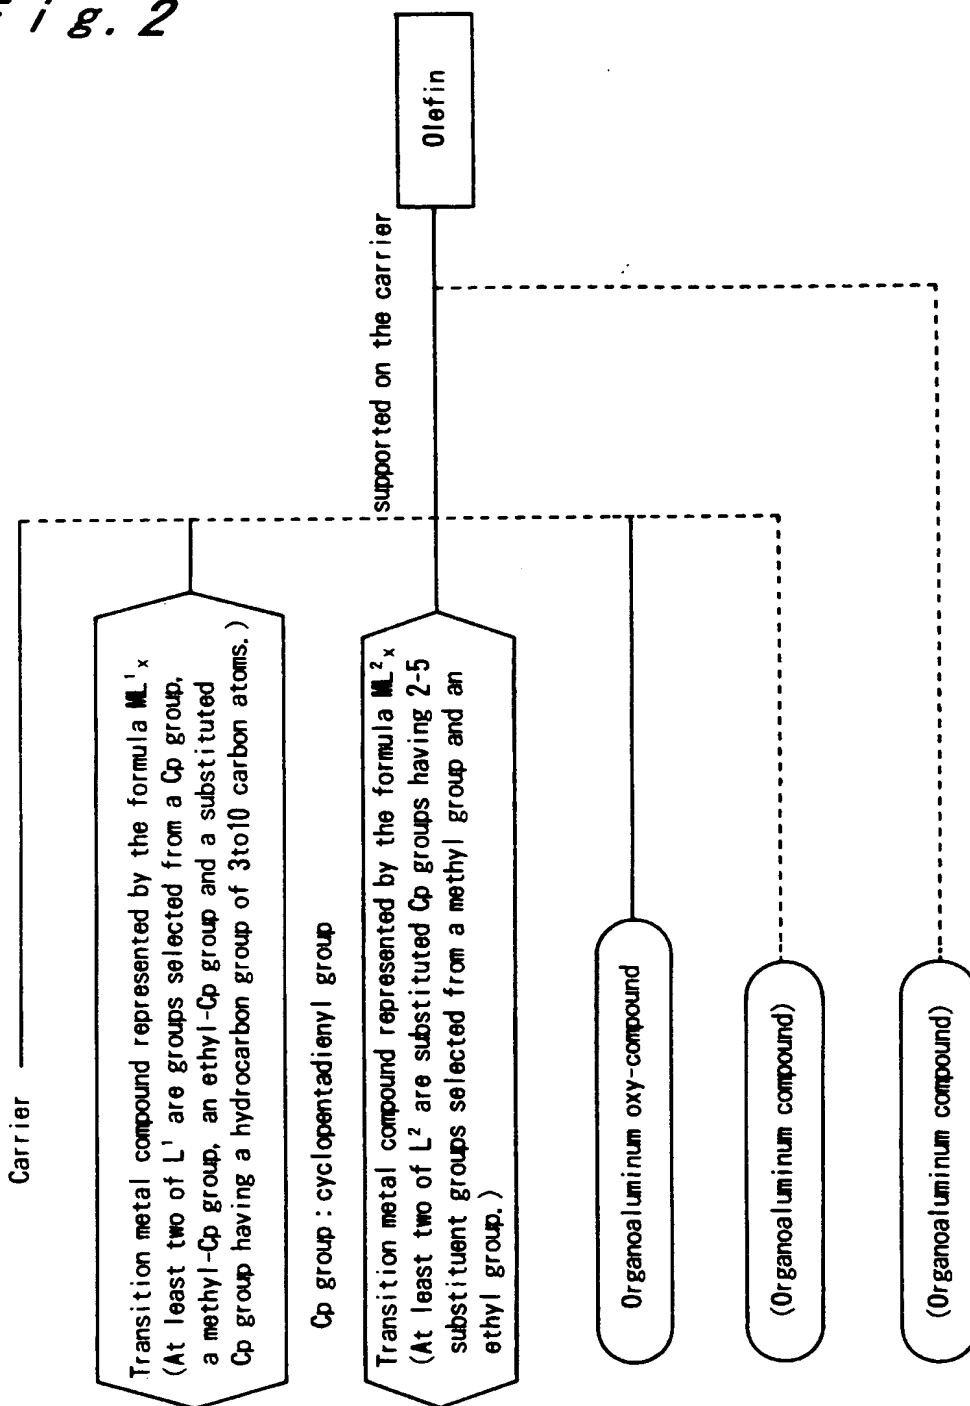 Fig. 2
Carrier
Transition metal compound represented by the formula ML¹x
(At least two of L¹ are groups selected from a Cp group,
a methyl-Cp group, an ethyl-Cp group and a substituted
Cp group having a hydrocarbon group of 3to10 carbon atoms.)
Cp group : cyclopentadienyl group
Transition metal compound represented by the formula ML²x
(At least two of L² are substituted Cp groups having 2-5
substituent groups selected from a methyl group and an
ethyl group.)
supported on the carrier
Olefin
Organoaluminum oxy-compound
(Organoaluminum compound)
(Organoaluminum compound)